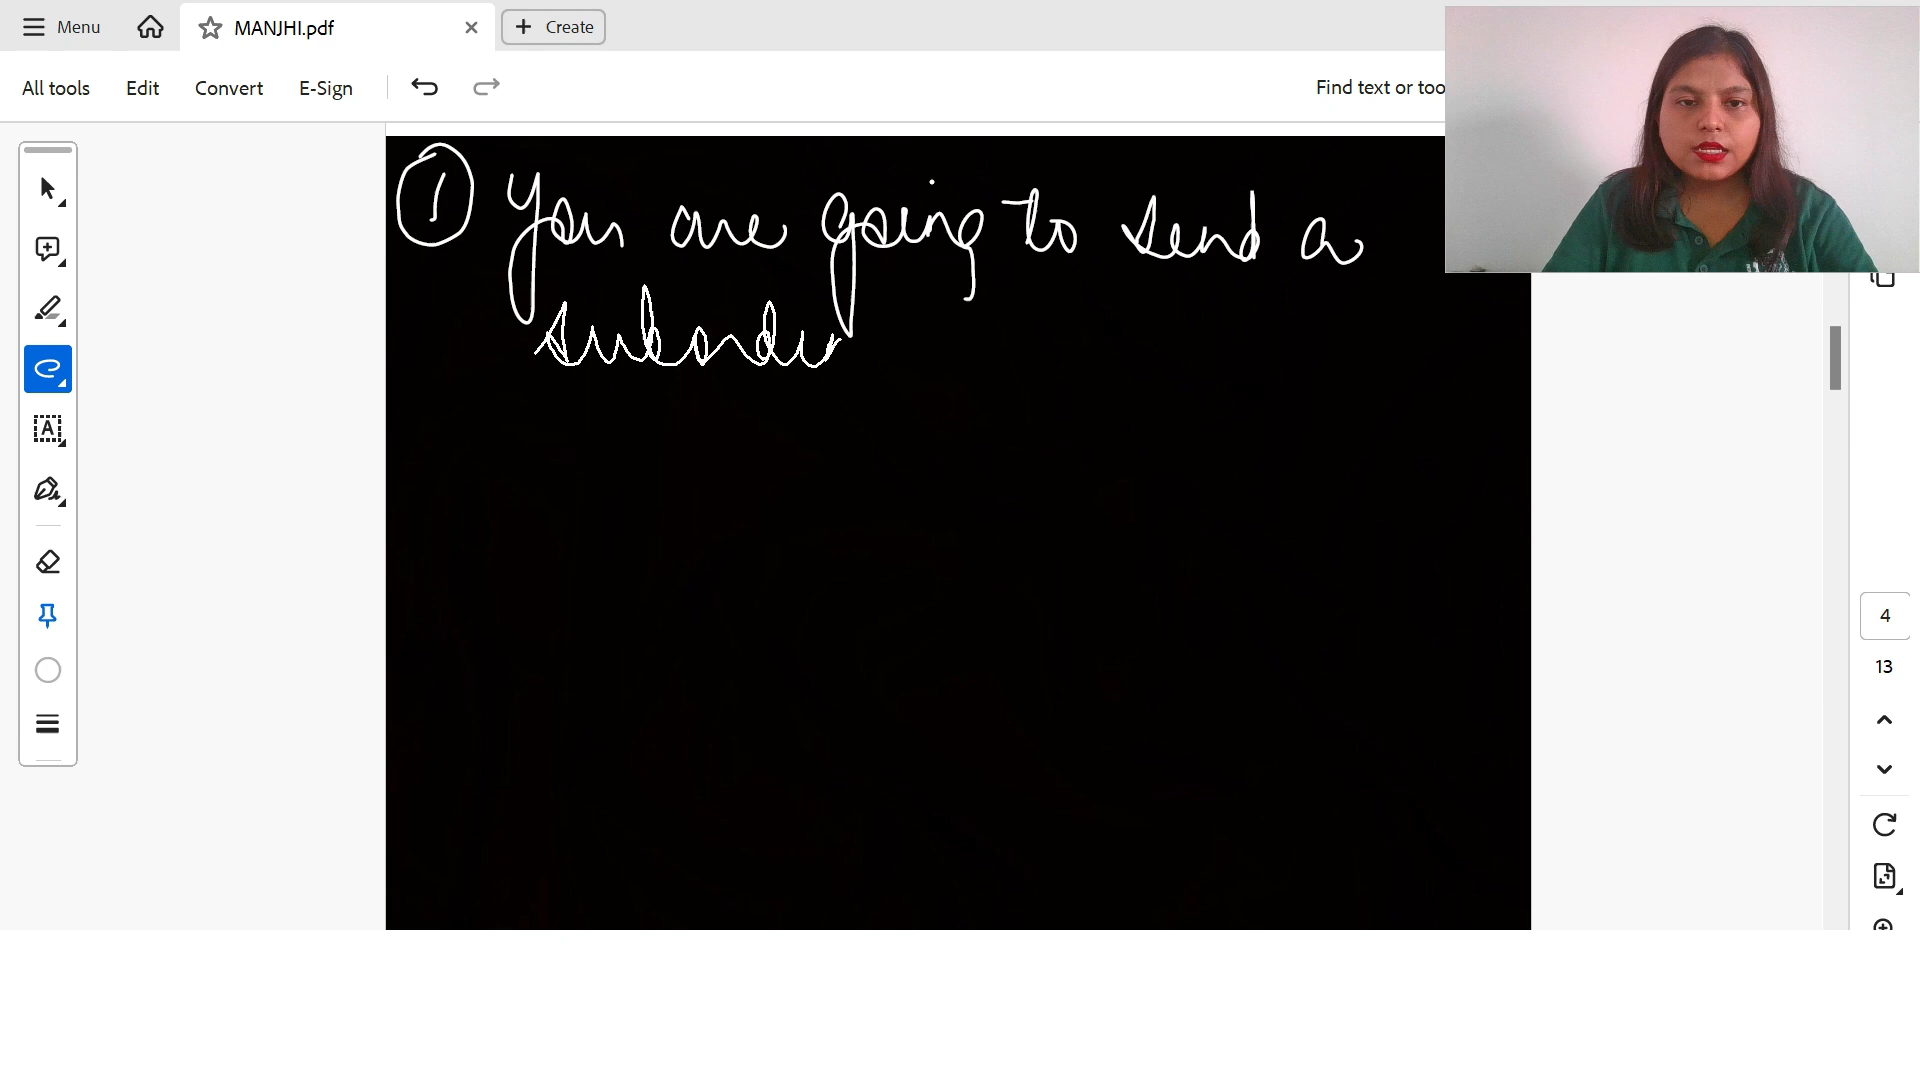 Menu
MANJHI.pdf
Create
All tools
Edit
Convert
E-Sign
Find text or too
1 You are going to send a
subordi
A
4
13